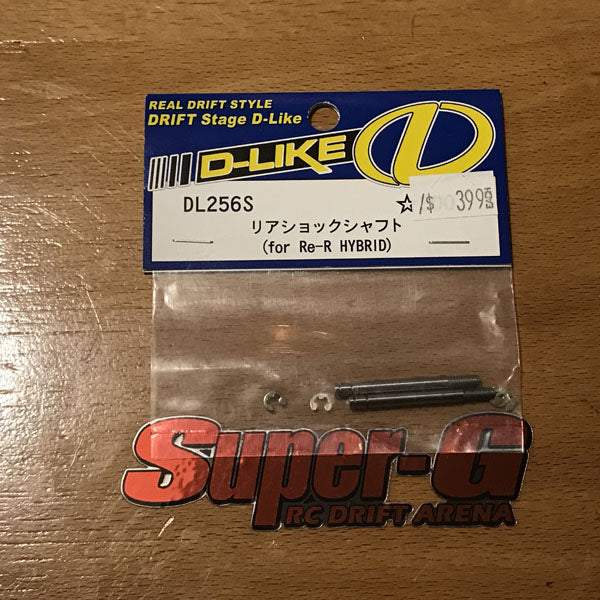 REAL DRIFT STYLE
DRIFT Stage D-Like
D-LIKE
DL256S
☆/$ 399
リアショックシャフト
(for Re-R HYBRID)
Super-G
RC DRIFT ARENA